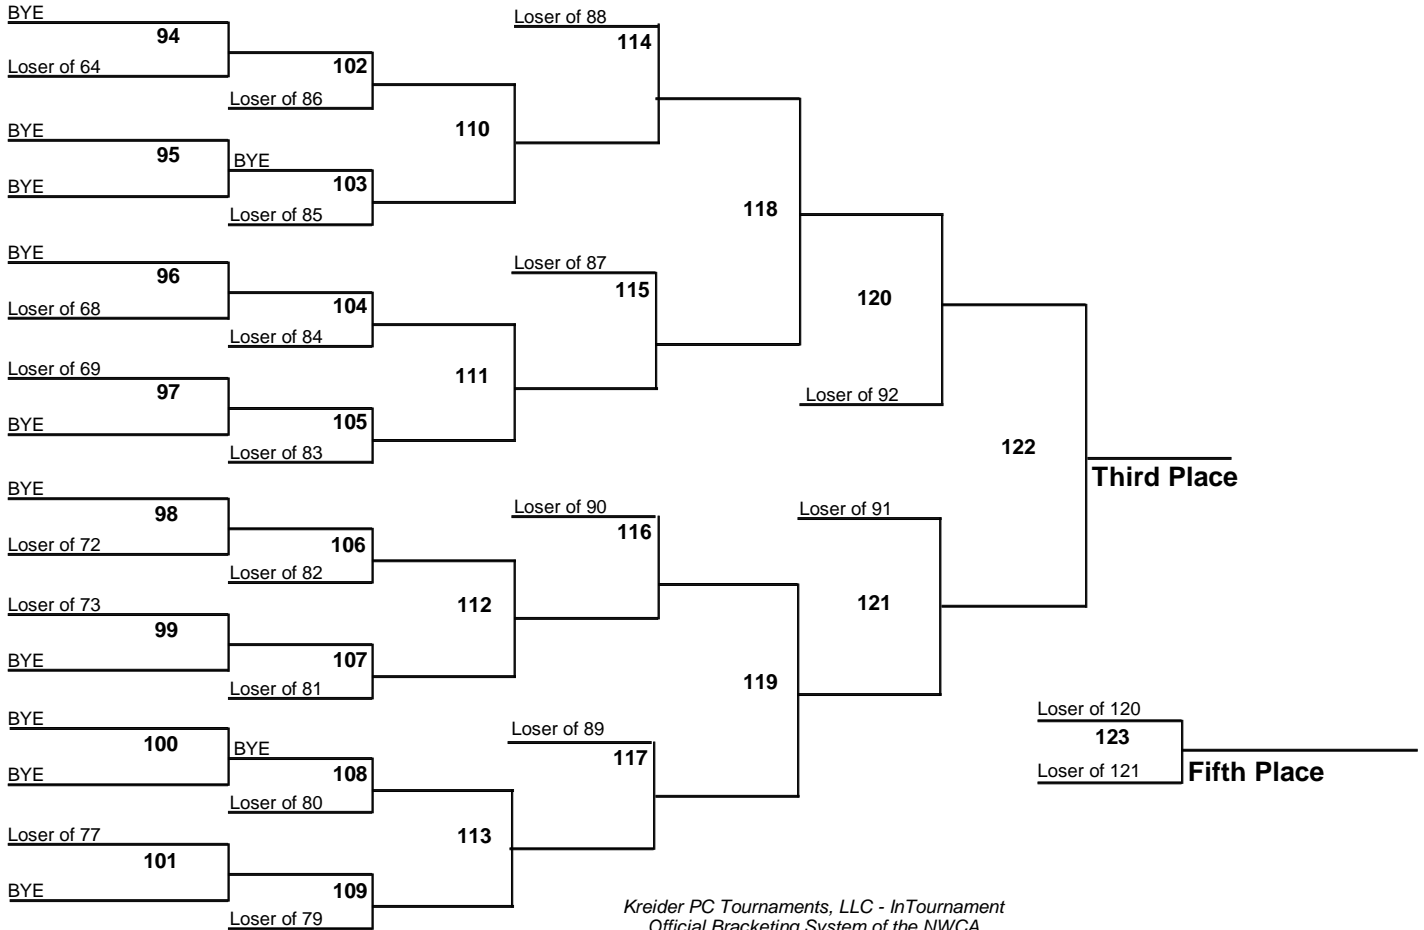 BYE
94
Loser of 64
102
Loser of 86
BYE
95
BYE
BYE
103
Loser of 85
110
Loser of 88
114
BYE
96
Loser of 68
104
Loser of 84
Loser of 69
97
BYE
105
Loser of 83
111
Loser of 87
115
118
120
Loser of 92
BYE
98
Loser of 72
106
Loser of 82
Loser of 73
99
BYE
107
Loser of 81
112
Loser of 90
116
BYE
100
BYE
BYE
108
Loser of 80
Loser of 77
101
BYE
109
Loser of 79
113
Loser of 89
117
119
Loser of 91
121
122
Third Place
Loser of 120
123
Loser of 121
Fifth Place
Kreider PC Tournaments, LLC - InTournament
Official Bracketing System of the NWCA